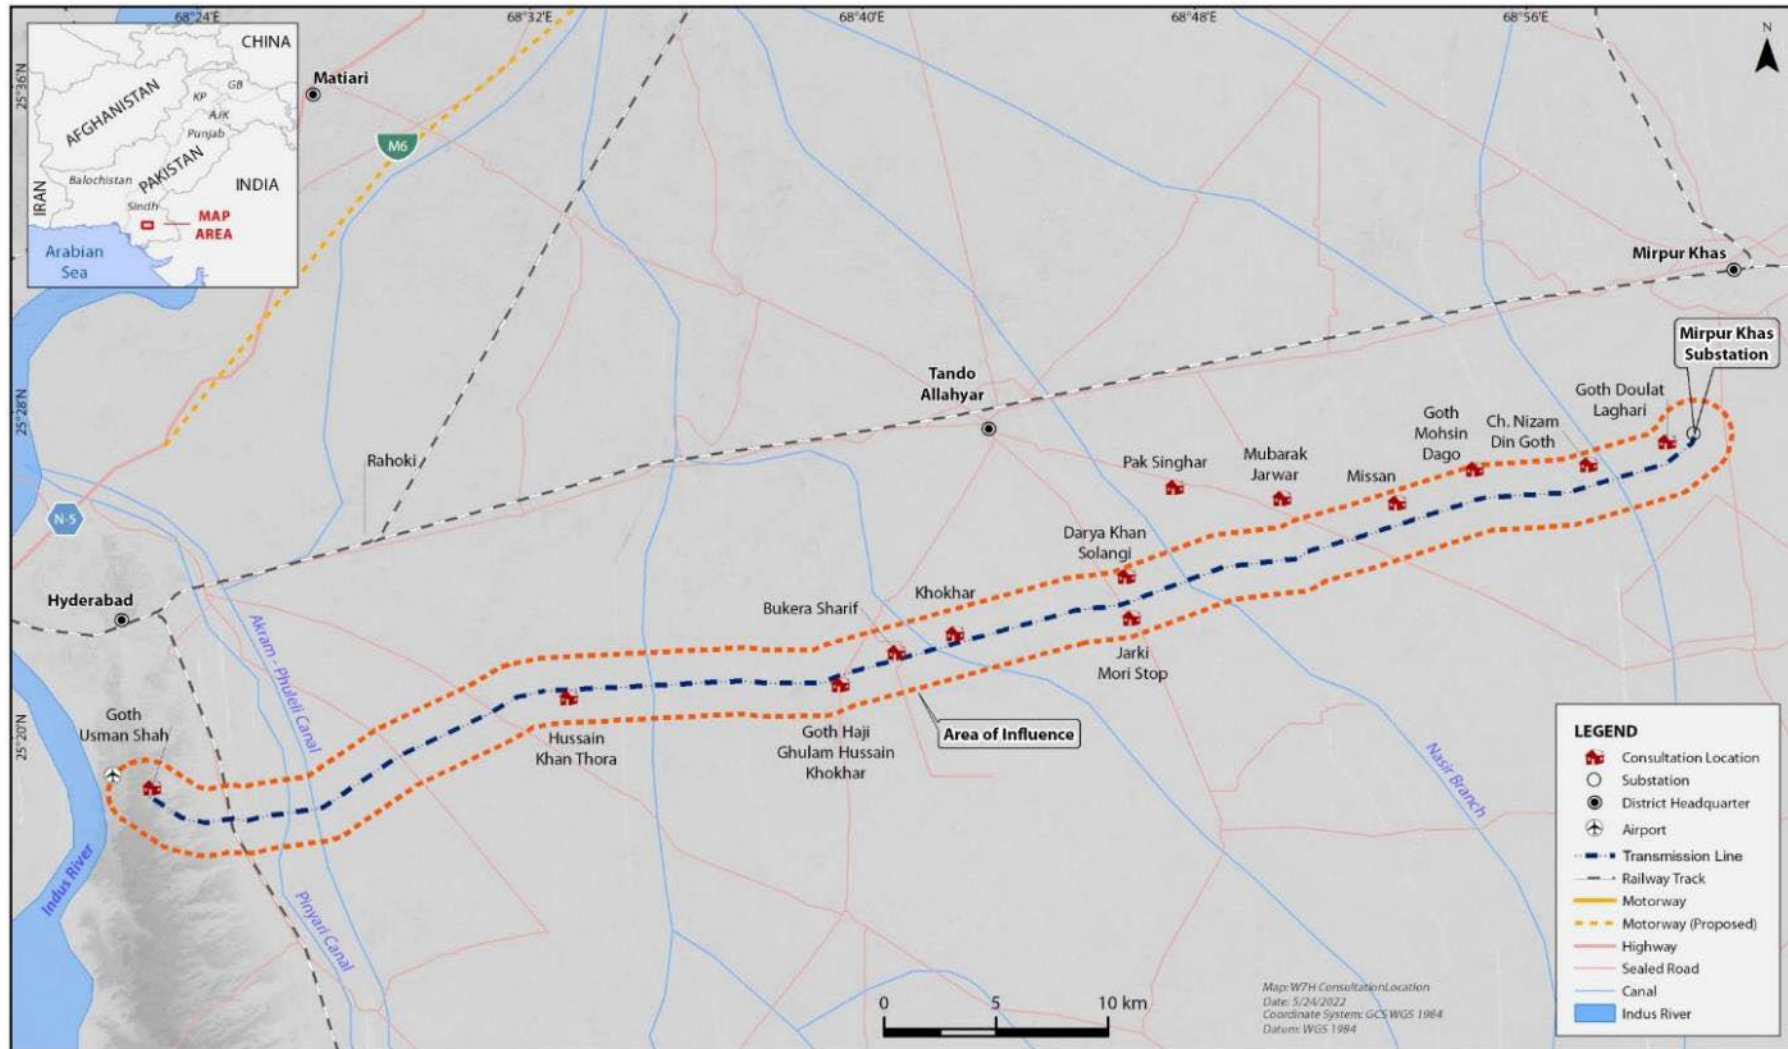 68°24'E
68°32'E
68°40'E
68°48'E
68°56'E
N
25°36'N
25°28'N
25°20'N
CHINA
AFGHANISTAN
KP
GB
AJK
Punjab
PAKISTAN
Balochistan
INDIA
IRAN
Sindh
MAP
AREA
Arabian
Sea
Matiari
M6
Mirpur Khas
Mirpur Khas
Substation
Tando
Allahyar
Goth Doulat
Laghari
Ch. Nizam
Din Goth
Goth
Mohsin
Dago
Rahoki
Pak Singhar
Mubarak
Jarwar
Missan
N-5
Darya Khan
Solangi
Hyderabad
Khokhar
Bukera Sharif
Akram - Phuleli Canal
Jarki
Mori Stop
Goth
Usman Shah
Hussain
Khan Thora
Goth Haji
Ghulam Hussain
Khokhar
Area of Influence
Nasir Branch
Indus River
Pinyari Canal
LEGEND
Consultation Location
Substation
District Headquarter
Airport
Transmission Line
Railway Track
Motorway
Motorway (Proposed)
Highway
Sealed Road
Canal
Indus River
0 5 10 km
Map: W7H ConsultationLocation
Date: 5/24/2022
Coordinate System: GCS WGS 1984
Datum: WGS 1984